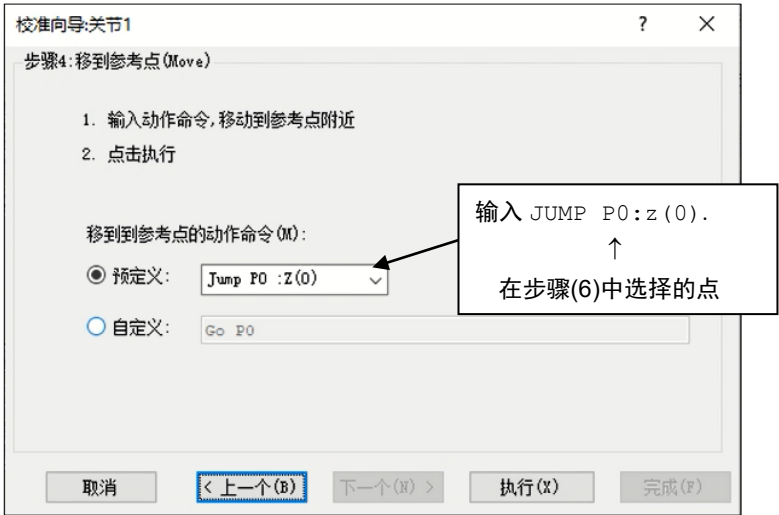 校准向导:关节1
?
步骤4:移到参考点(Move)
1. 输入动作命令,移动到参考点附近
2. 点击执行
移到到参考点的动作命令(M):
预定义:
Jump P0 :Z(0)
自定义:
Go P0
输入 JUMP P0:z(0).
↑
在步骤(6)中选择的点
取消
< 上一个(B)
下一个(N) >
执行(X)
完成(F)